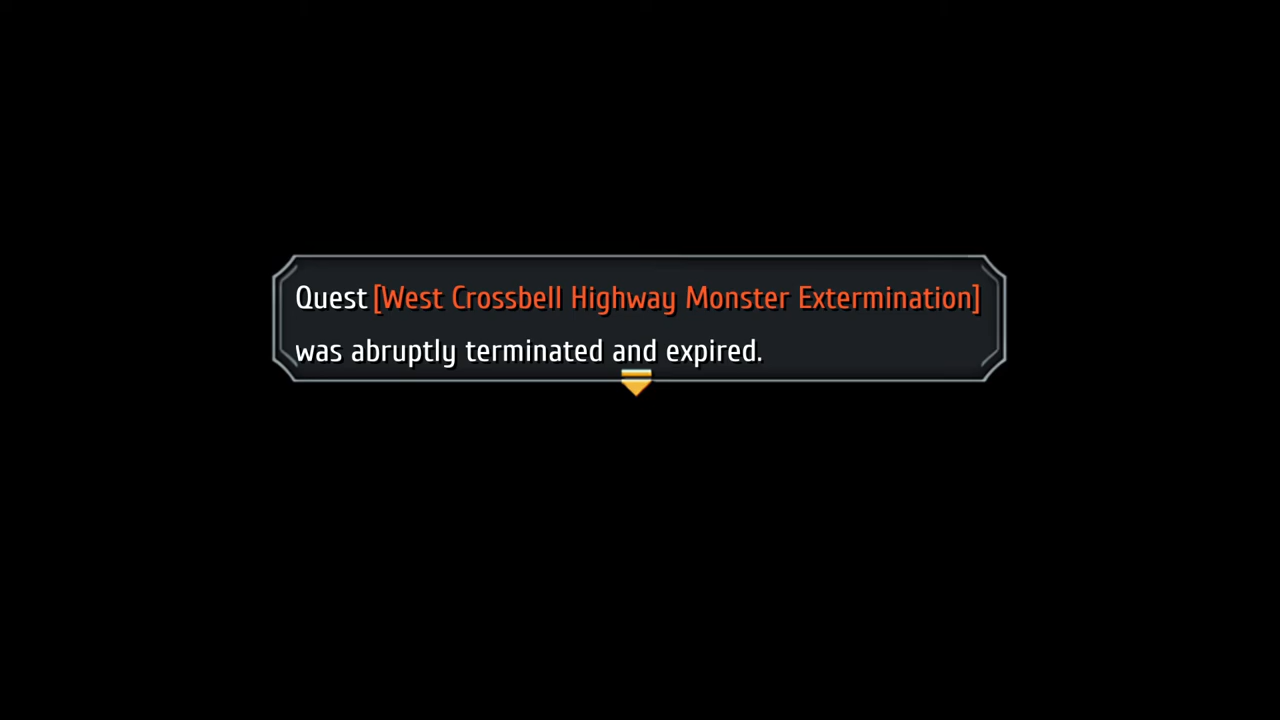 Quest [West Crossbell Highway Monster Extermination]
was abruptly terminated and expired.